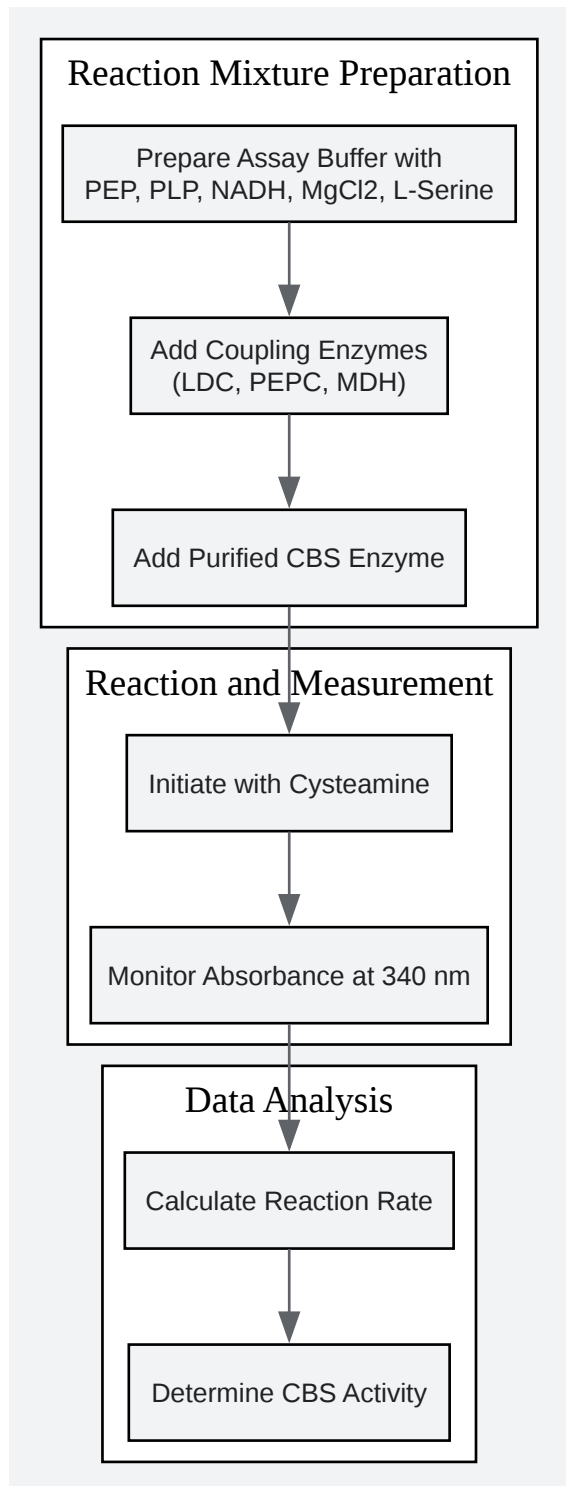 Reaction Mixture Preparation
Prepare Assay Buffer with
PEP, PLP, NADH, MgCl2, L-Serine
Add Coupling Enzymes
(LDC, PEPC, MDH)
Add Purified CBS Enzyme
Reaction and Measurement
Initiate with Cysteamine
Monitor Absorbance at 340 nm
Data Analysis
Calculate Reaction Rate
Determine CBS Activity